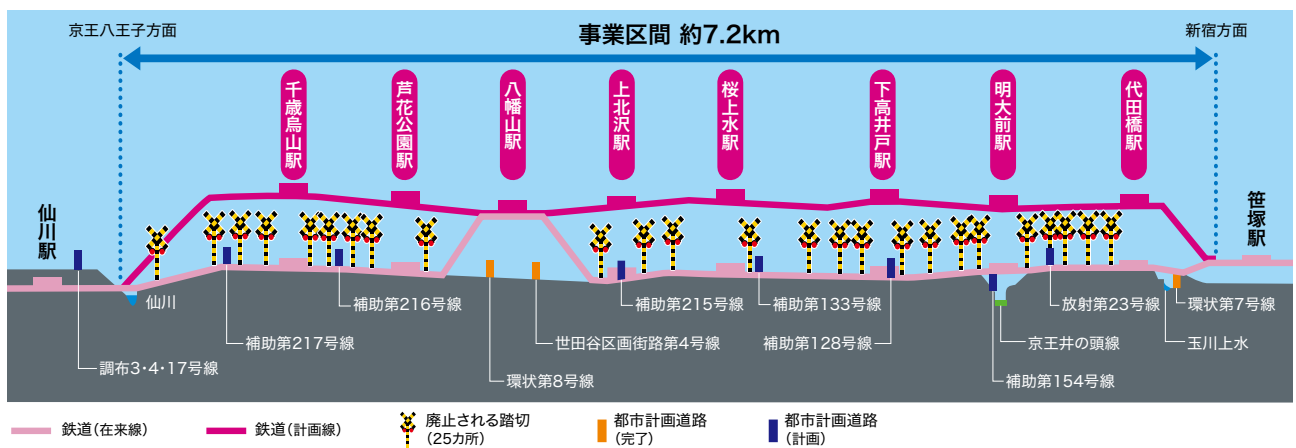 京王八王子方面
事業区間 約7.2km
新宿方面
千歳烏山駅
芦花公園駅
八幡山駅
上北沢駅
桜上水駅
下高井戸駅
明大前駅
代田橋駅
仙川駅
笹塚駅
仙川
補助第216号線
補助第215号線
補助第133号線
放射第23号線
環状第7号線
補助第217号線
世田谷区画街路第4号線
補助第128号線
京王井の頭線
玉川上水
調布3・4・17号線
環状第8号線
補助第154号線
鉄道(在来線)
鉄道(計画線)
廃止される踏切
(25カ所)
都市計画道路
(完了)
都市計画道路
(計画)